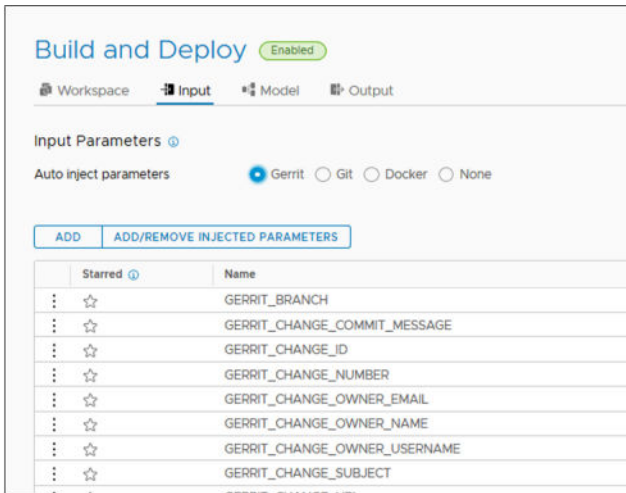 Build and Deploy Enabled
Workspace Input Model Output
Input Parameters
Auto inject parameters Gerrit Git Docker None
ADD ADD/REMOVE INJECTED PARAMETERS
Starred Name
GERRIT_BRANCH
GERRIT_CHANGE_COMMIT_MESSAGE
GERRIT_CHANGE_ID
GERRIT_CHANGE_NUMBER
GERRIT_CHANGE_OWNER_EMAIL
GERRIT_CHANGE_OWNER_NAME
GERRIT_CHANGE_OWNER_USERNAME
GERRIT_CHANGE_SUBJECT